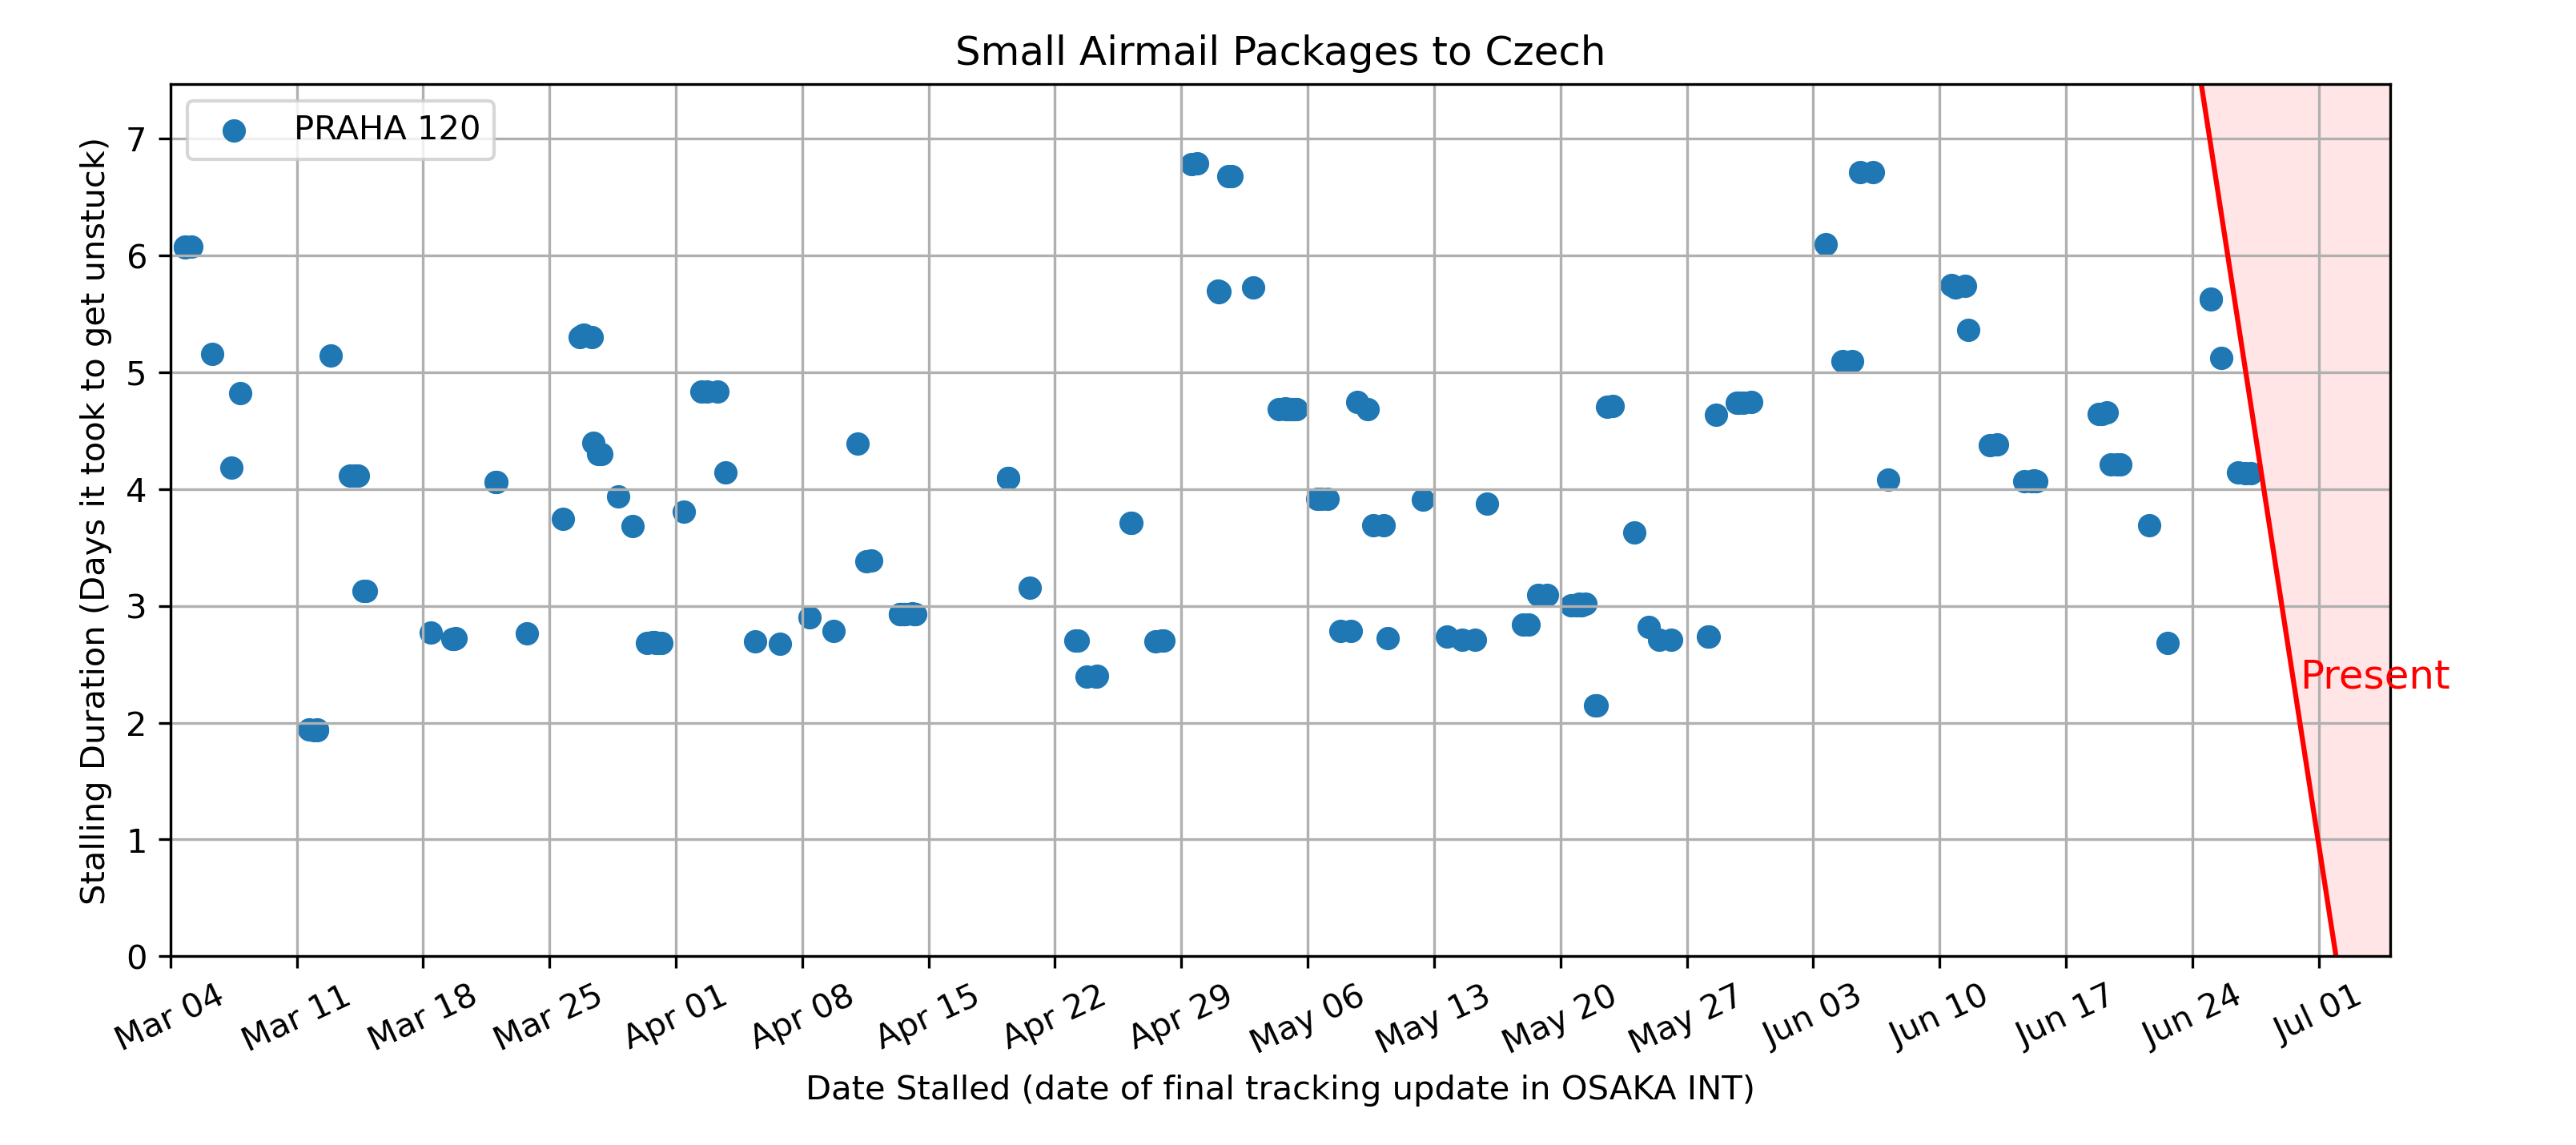 Small Airmail Packages to Czech
PRAHA 120
Stalling Duration (Days it took to get unstuck)
7
6
5
4
3
2
1
0
Present
Mar 04 Mar 11 Mar 18 Mar 25 Apr 01 Apr 08 Apr 15 Apr 22 Apr 29 May 06 May 13 May 20 May 27 Jun 03 Jun 10 Jun 17 Jun 24 Jul 01
Date Stalled (date of final tracking update in OSAKA INT)